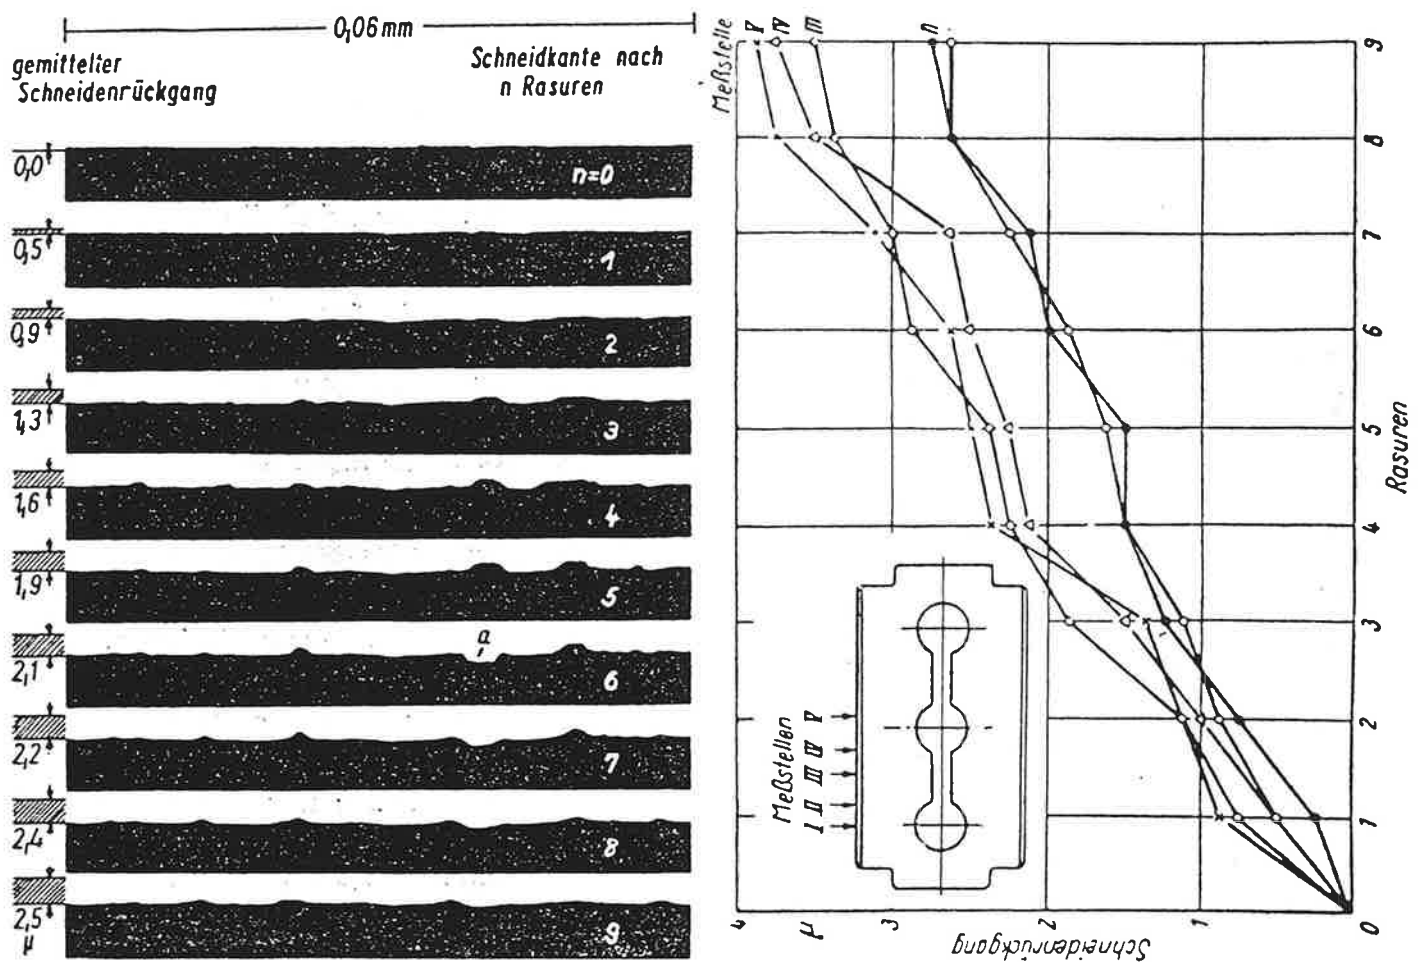 0,06mm
gemittelter
Schneidenrückgang
Schneidkante nach
n Rasuren
0,0
n=0
0,5
1
0,9
2
1,3
3
1,6
4
1,9
5
a
2,1
6
2,2
7
2,4
8
2,5
μ
9
Meßstelle
V
IV
III
II
9
8
7
6
5
4
3
2
1
0
Rasuren
Meßstellen
I II III IV V
4
μ
3
2
1
0
Schneidenrückgang